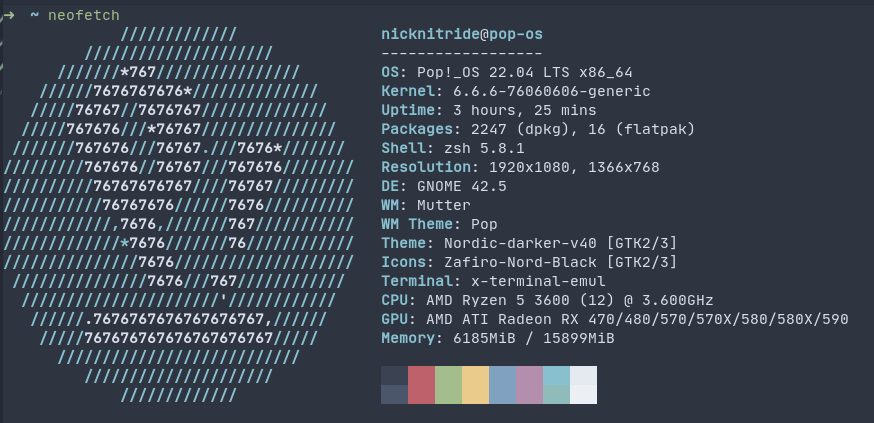 → ~ neofetch
/////////////
/////////////////////
///////*767////////////////
//////7676767676*//////////////
/////76767//7676767//////////////
/////767676///*76767///////////////
///////767676///76767.///7676*///////
/////////767676//76767///767676////////
//////////76767676767////76767/////////
///////////76767676//////7676//////////
////////////,7676,///////767///////////
/////////////*7676///////76////////////
///////////////7676////////////////////
///////////////7676///767////////////
//////////////////////'////////////
//////.7676767676767676767,//////
/////767676767676767676767/////
///////////////////////////
/////////////////////
/////////////
nicknitride@pop-os
------------------
OS: Pop!_OS 22.04 LTS x86_64
Kernel: 6.6.6-76060606-generic
Uptime: 3 hours, 25 mins
Packages: 2247 (dpkg), 16 (flatpak)
Shell: zsh 5.8.1
Resolution: 1920x1080, 1366x768
DE: GNOME 42.5
WM: Mutter
WM Theme: Pop
Theme: Nordic-darker-v40 [GTK2/3]
Icons: Zafiro-Nord-Black [GTK2/3]
Terminal: x-terminal-emul
CPU: AMD Ryzen 5 3600 (12) @ 3.600GHz
GPU: AMD ATI Radeon RX 470/480/570/570X/580/580X/590
Memory: 6185MiB / 15899MiB